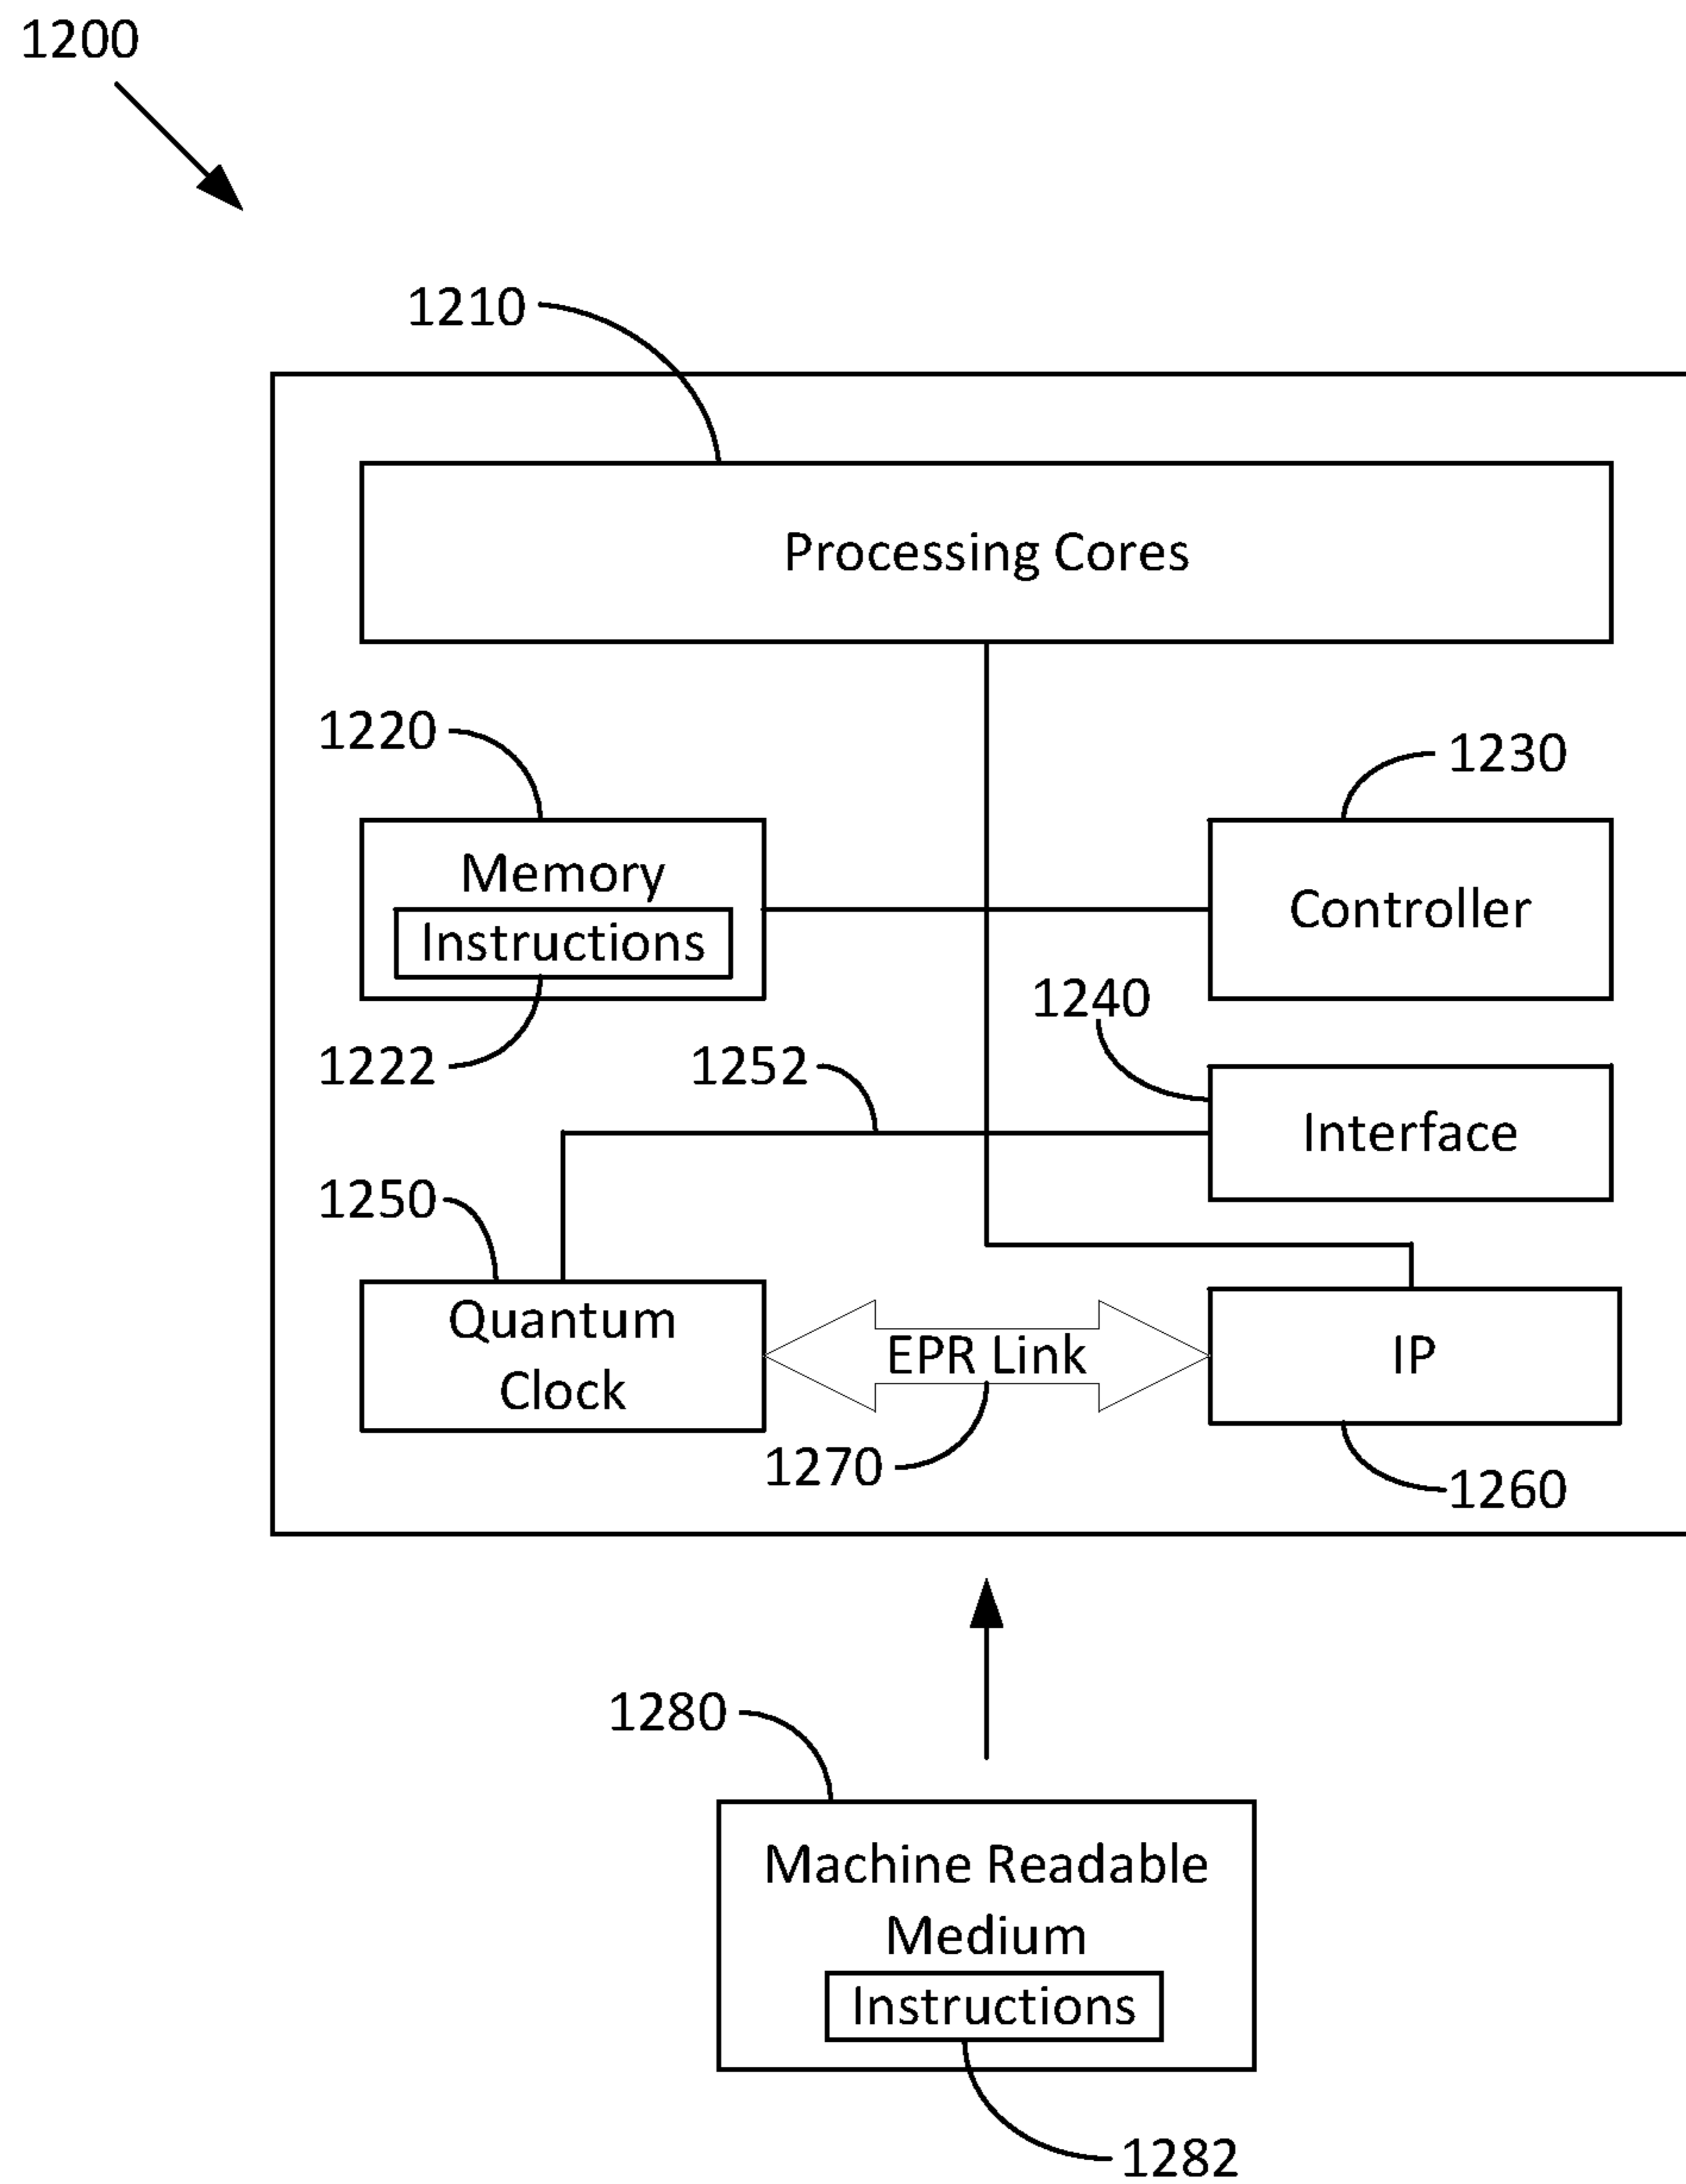 1200
1210
Processing Cores
1220
1230
Memory
Controller
Instructions
1240
1222
1252
Interface
1250
Quantum
Clock
EPR Link
IP
1270
1260
1280
Machine Readable
Medium
Instructions
1282